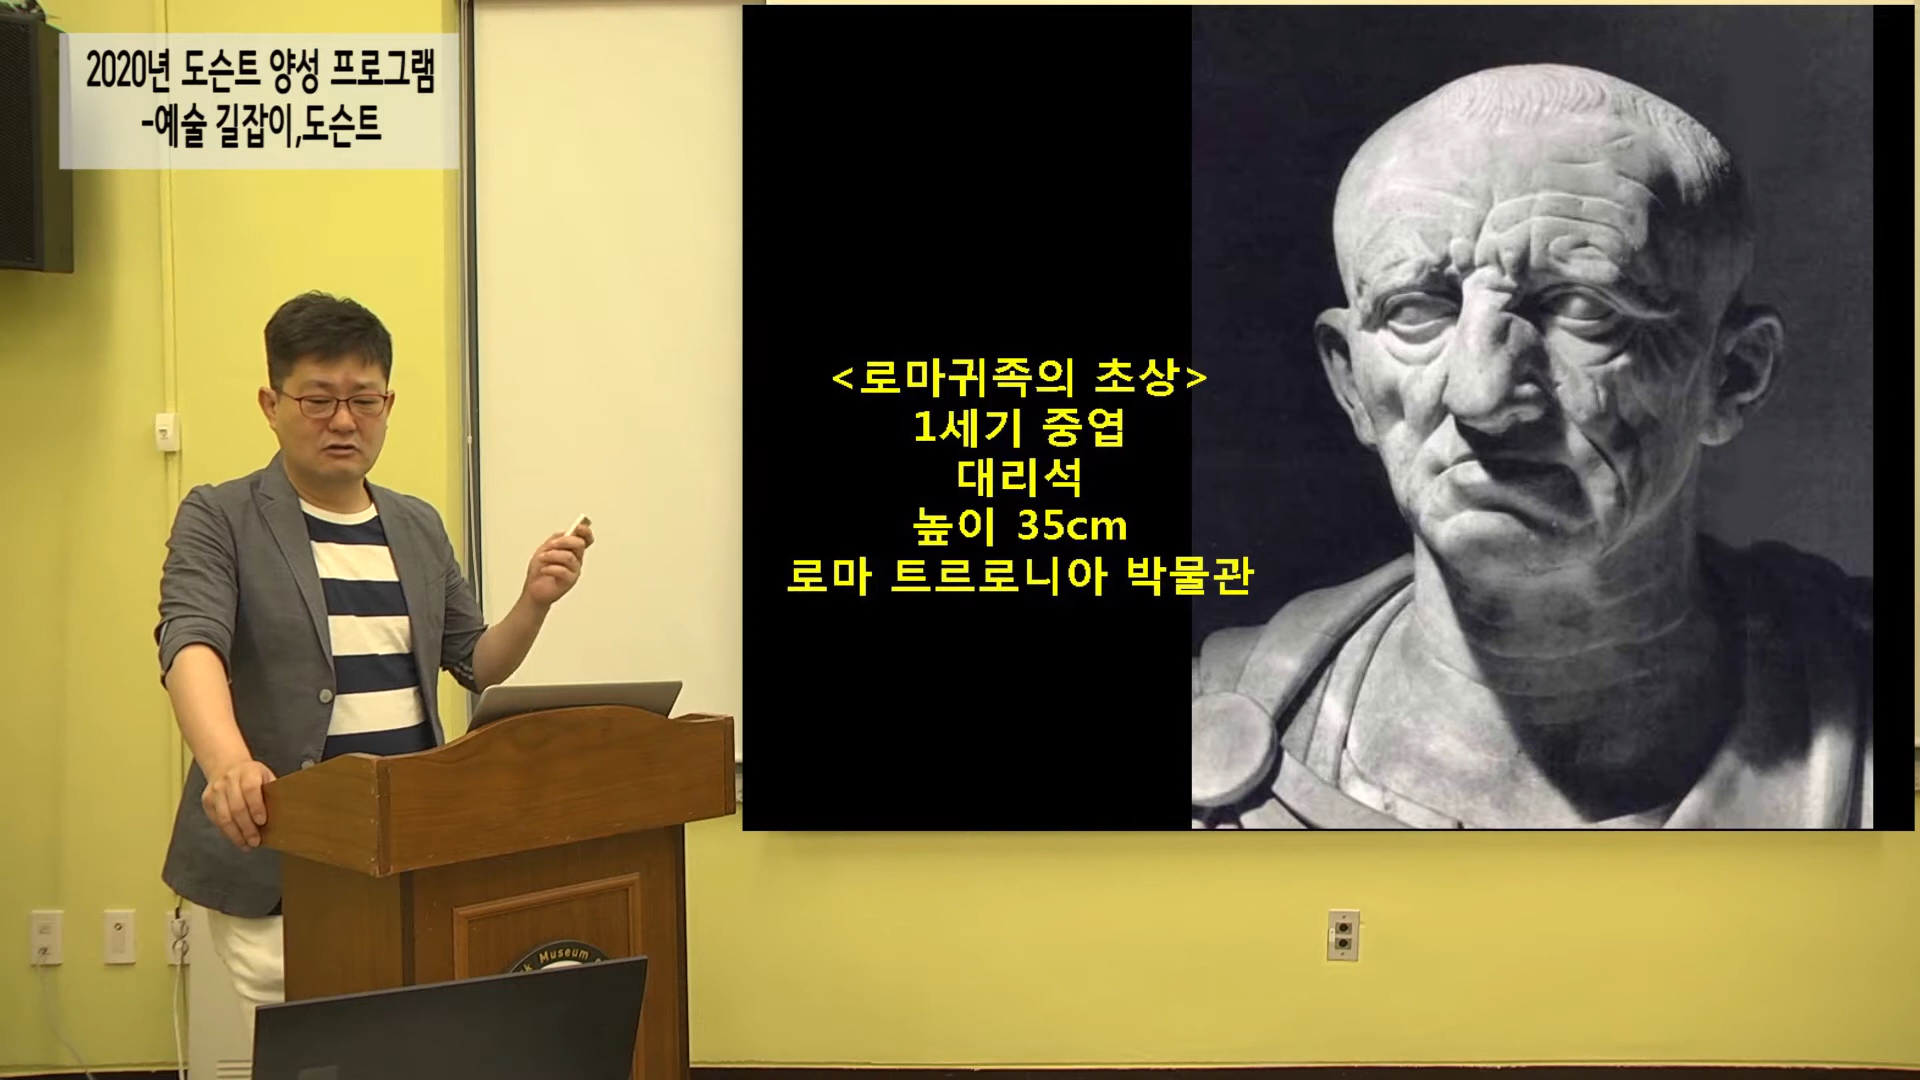 2020년 도슨트 양성 프로그램
-예술 길잡이,도슨트
<로마귀족의 초상>
1세기 중엽
대리석
높이 35cm
로마 트르로니아 박물관
Museum